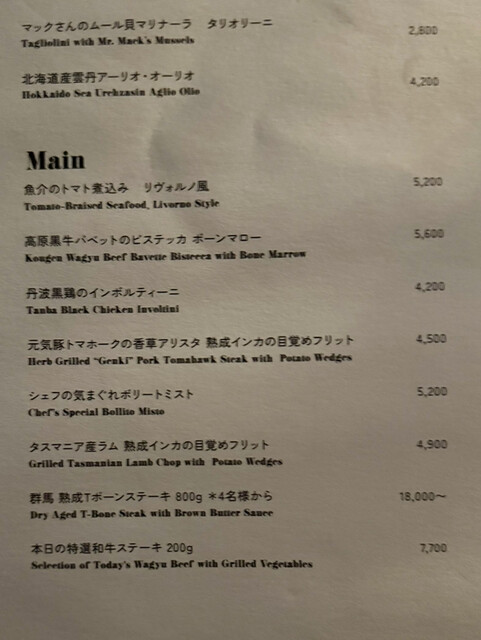 マックさんのムール貝マリナーラ　タリオリーニ 2,800
Tagliolini with Mr. Mack's Mussels
北海道産雲丹アーリオ・オーリオ 4,200
Hokkaido Sea Urchzasin Aglio Olio
Main
魚介のトマト煮込み　リヴォルノ風 5,200
Tomato-Braised Seafood, Livorno Style
高原黒牛バベットのビステッカ ボーンマロー 5,600
Kougen Wagyu Beef Bavette Bistecca with Bone Marrow
丹波黒鶏のインボルティーニ 4,200
Tanba Black Chicken Involtini
元気豚トマホークの香草アリスタ 熟成インカの目覚めフリット 4,500
Herb Grilled "Genki" Pork Tomahawk Steak with Potato Wedges
シェフの気まぐれボリートミスト 5,200
Chef's Special Bollito Misto
タスマニア産ラム 熟成インカの目覚めフリット 4,900
Grilled Tasmanian Lamb Chop with Potato Wedges
群馬 熟成Tボーンステーキ 800g ＊4名様から 18,000〜
Dry Aged T-Bone Steak with Brown Butter Sauce
本日の特選和牛ステーキ 200g 7,700
Selection of Today's Wagyu Beef with Grilled Vegetables